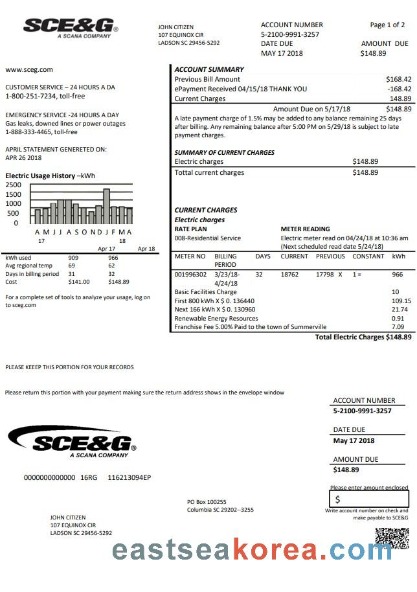 SCE&G®
A SCANA COMPANY
JOHN CITIZEN
107 EQUINOX CIR
LADSON SC 29456-5292
ACCOUNT NUMBER
5-2100-9991-3257
DATE DUE AMOUNT DUE
MAY 17 2018 $148.89
Page 1 of 2
www.sceg.com
CUSTOMER SERVICE – 24 HOURS A DA
1-800-251-7234, toll-free
EMERGENCY SERVICE -24 HOURS A DAY
Gas leaks, downed lines or power outages
1-888-333-4465, toll-free
APRIL STATEMENT GENERETED ON:
APR 26 2018
Electric Usage History –kWh
2500
1500
1000
500
0
A M J J A S O N D J F M A
17 18
Apr 17 Apr 18
kWh used 909 966
Avg regional temp 69 62
Days in billing period 31 32
Cost $141.00 $148.89
For a complete set of tools to analyze your usage, log on
to sceg.com
ACCOUNT SUMMARY
Previous Bill Amount $168.42
ePayment Received 04/15/18 THANK YOU -168.42
Current Charges 148.89
Amount Due on 5/17/18 $148.89
A late payment charge of 1.5% may be added to any balance remaining 25 days
after billing. Any remaining balance after 5:00 PM on 5/29/18 is subject to late
payment charges.
SUMMARY OF CURRENT CHARGES
Electric charges $148.89
Total current charges $148.89
CURRENT CHARGES
Electric charges
RATE PLAN METER READING
008-Residential Service Electric meter read on 04/24/18 at 10:36 am
(Next scheduled read date 5/24/18)
METER NO BILLING PERIOD DAYS CURRENT PREVIOUS CONSTANT kWh
001996302 3/23/18-4/24/18 32 18762 17798 X 1 = 966
Basic Facilities Charge 10
First 800 kWh X $ 0. 136440 109.15
Next 166 kWh X $ 0. 130960 21.74
Renewable Energy Resources 0.91
Franchise Fee 5.00% Paid to the town of Summerville 7.09
Total Electric Charges $148.89
PLEASE KEEEP THIS PORTION FOR YOUR RECORDS
Please return this portion with your payment making sure the return address shows in the envelope window
SCE&G®
A SCANA COMPANY
0000000000000 16RG 116213094EP
ACCOUNT NUMBER
5-2100-9991-3257
DATE DUE
May 17 2018
AMOUNT DUE
$148.89
Please enter amount enclosed
$
Write account number on check and
make payable to SCE&G
PO Box 100255
Columbia SC 29202--3255
JOHN CITIZEN
107 EQUINOX CIR
LADSON SC 29456-5292
eastseakorea.com